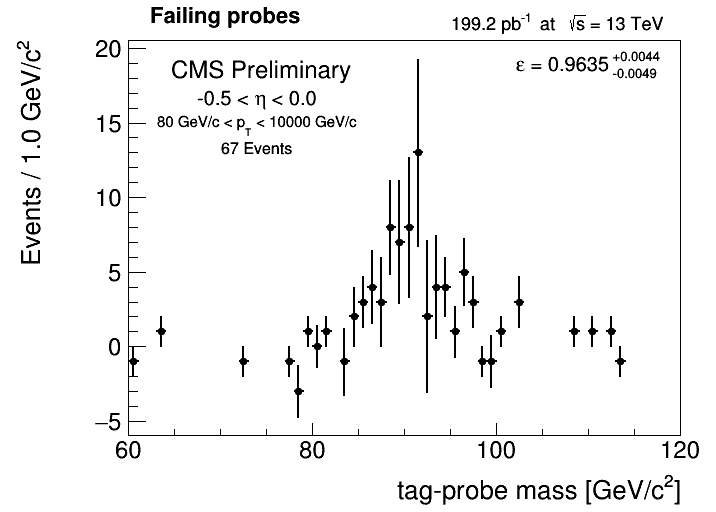 Failing probes
199.2 pb⁻¹ at √s = 13 TeV
CMS Preliminary
-0.5 < η < 0.0
80 GeV/c < p_T < 10000 GeV/c
67 Events
ε = 0.9635 +0.0044 -0.0049
Events / 1.0 GeV/c²
20
15
10
5
0
−5
60 80 100 120
tag-probe mass [GeV/c²]